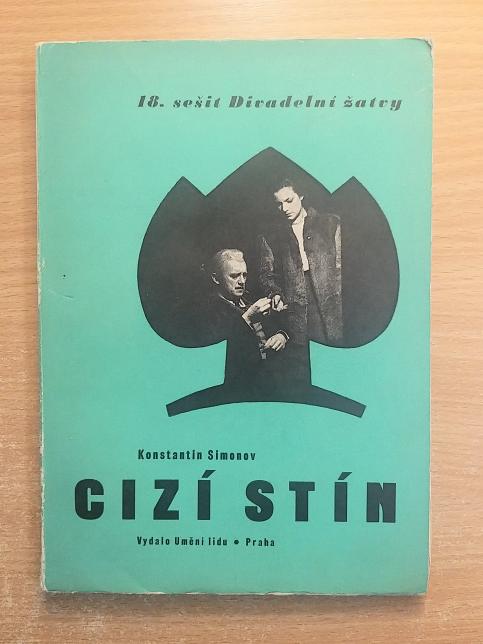 18. sešit Divadelní žatvy
Konstantin Simonov
CIZÍ STÍN
Vydalo Umění lidu • Praha